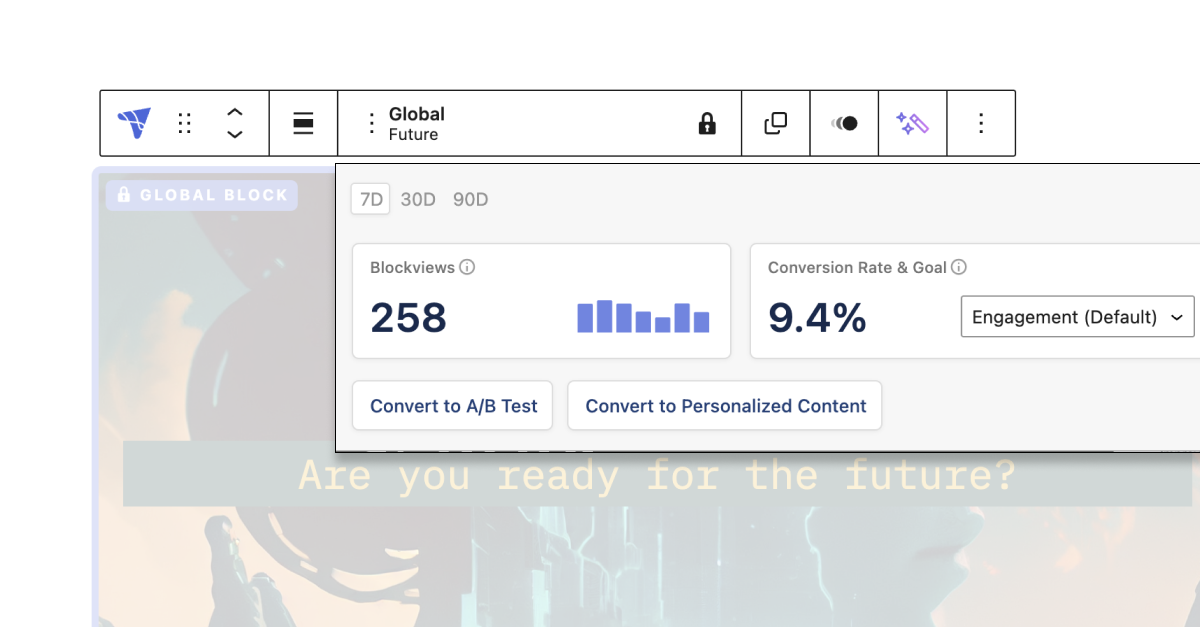 Global
Future
GLOBAL BLOCK
7D 30D 90D
Blockviews
Conversion Rate & Goal
258
9.4%
Engagement (Default)
Convert to A/B Test
Convert to Personalized Content
Are you ready for the future?